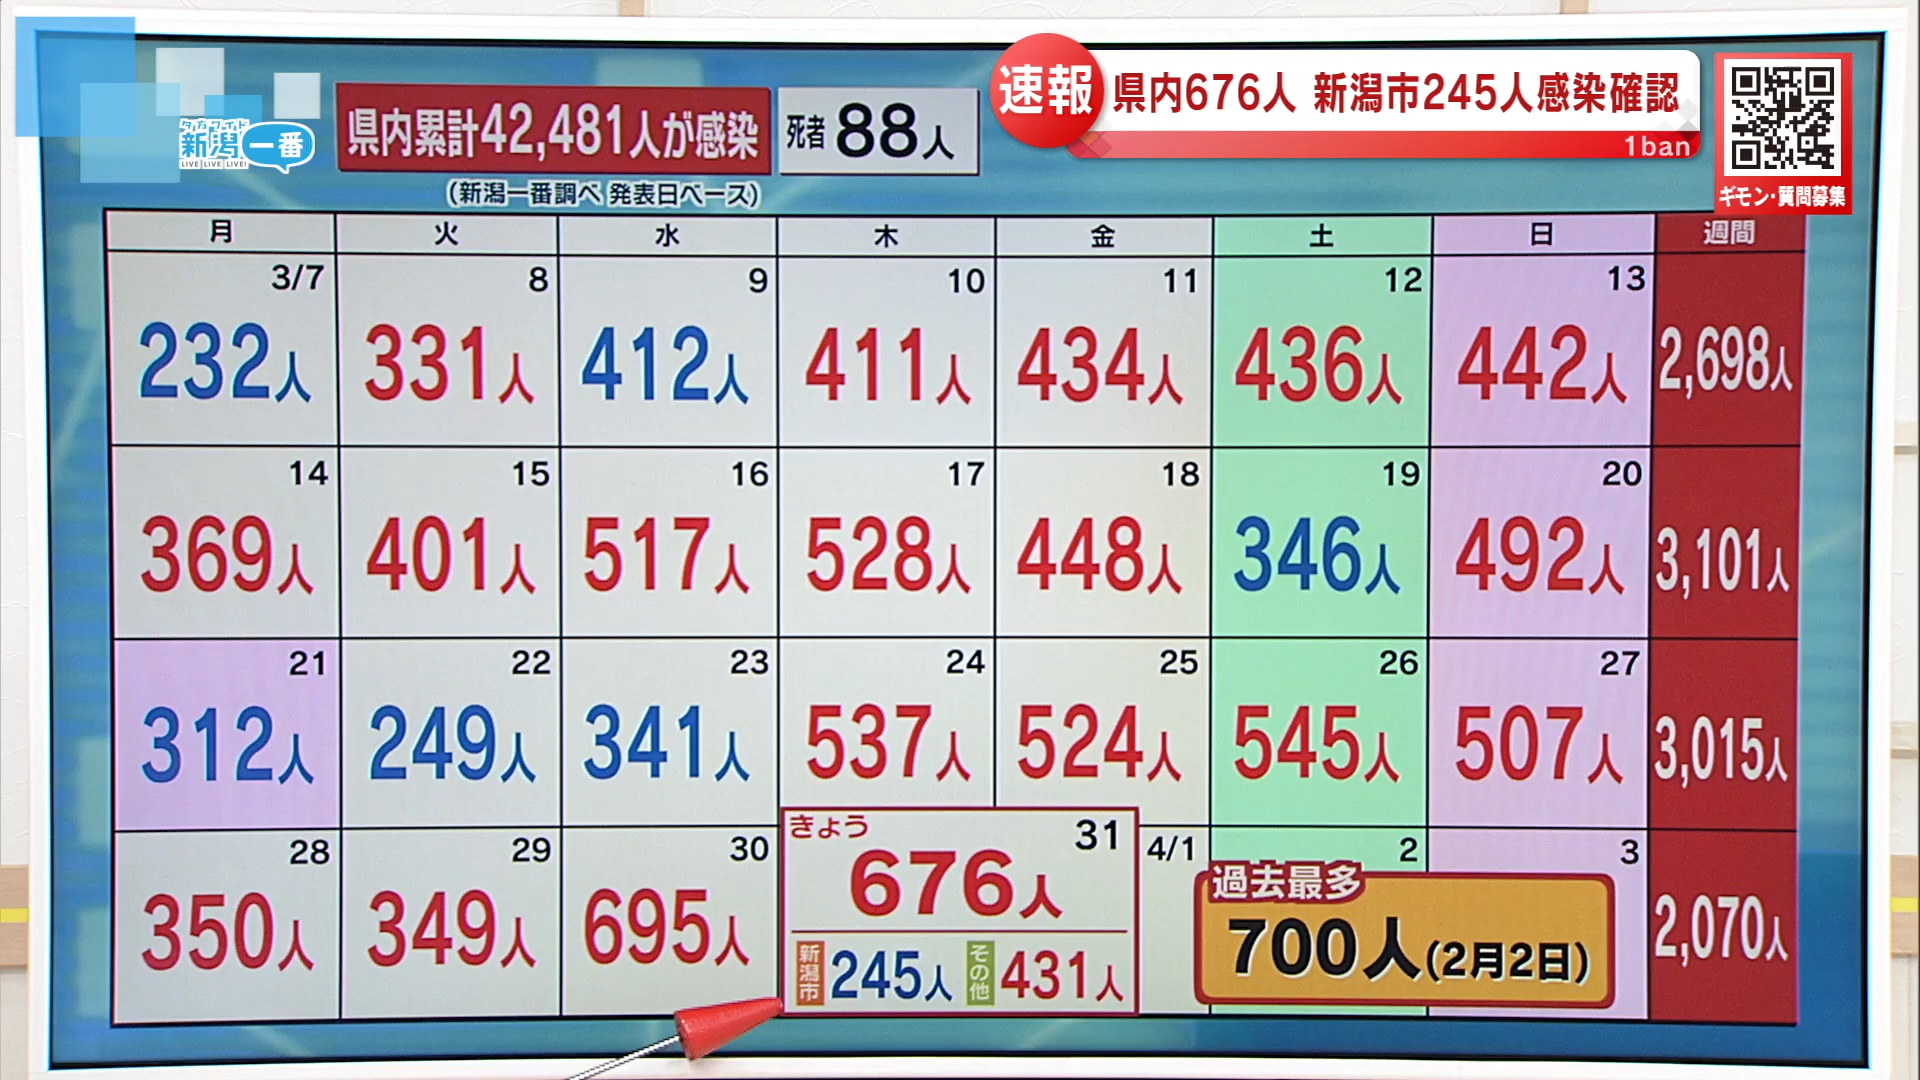 夕方ワイド
新潟一番
LIVE LIVE LIVE!
県内累計42,481人が感染
死者 88人
(新潟一番調べ 発表日ベース)
速報
県内676人 新潟市245人感染確認
1ban
ギモン・質問募集
月 火 水 木 金 土 日 週間
3/7 8 9 10 11 12 13
232人 331人 412人 411人 434人 436人 442人 2,698人
14 15 16 17 18 19 20
369人 401人 517人 528人 448人 346人 492人 3,101人
21 22 23 24 25 26 27
312人 249人 341人 537人 524人 545人 507人 3,015人
28 29 30 きょう 31 4/1 2 3
350人 349人 695人 676人 2,070人
新潟市 245人 その他 431人
過去最多
700人(2月2日)